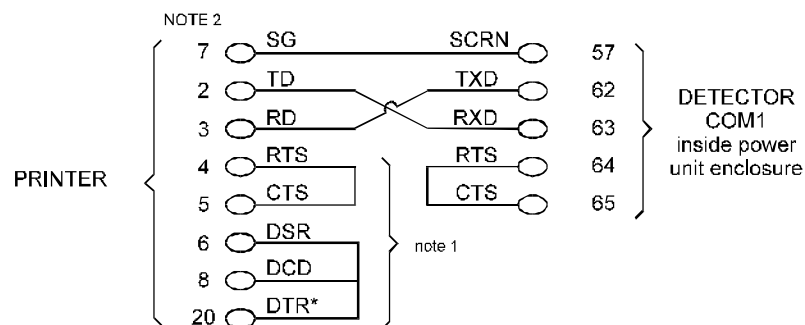 NOTE 2
7 SG SCRN 57
2 TD TXD 62
3 RD RXD 63
4 RTS RTS 64
5 CTS CTS 65
6 DSR
8 DCD
20 DTR*
PRINTER
note 1
DETECTOR
COM1
inside power
unit enclosure